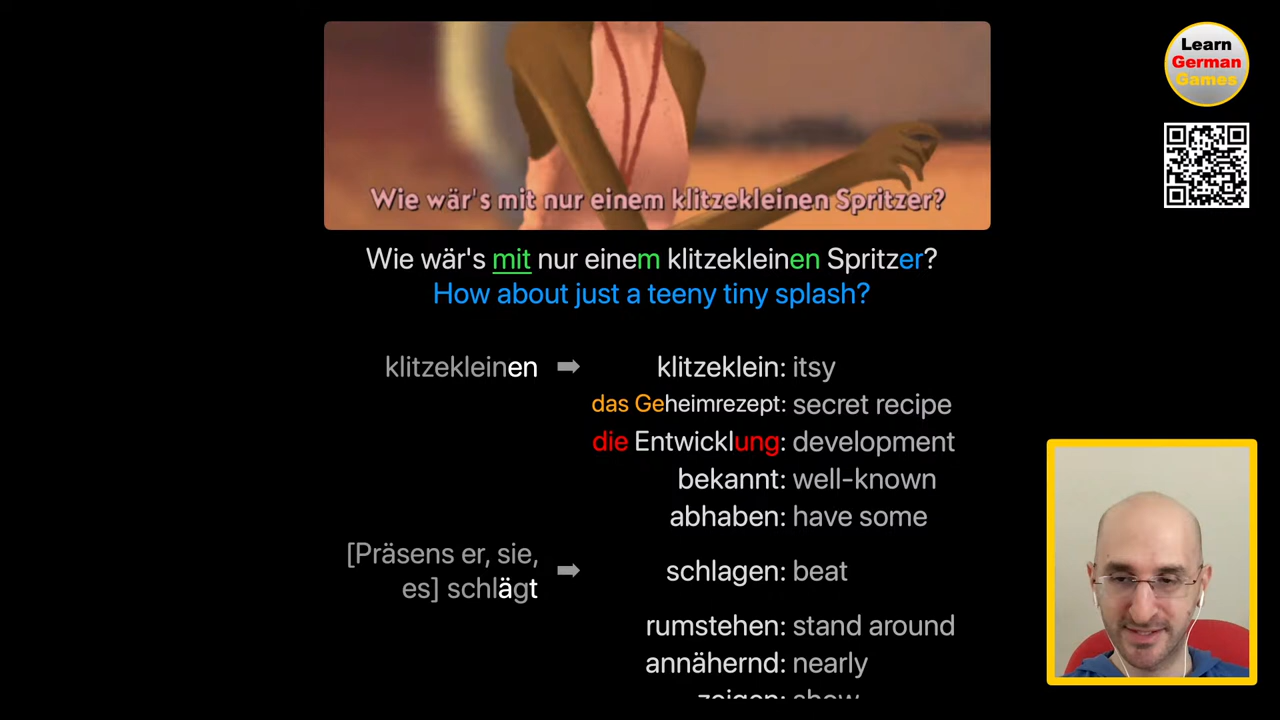 Learn
German
Games
Wie wär's mit nur einem klitzekleinen Spritzer?
Wie wär's mit nur einem klitzekleinen Spritzer?
How about just a teeny tiny splash?
klitzekleinen ➡ klitzeklein: itsy
das Geheimrezept: secret recipe
die Entwicklung: development
bekannt: well-known
abhaben: have some
[Präsens er, sie,
es] schlägt ➡ schlagen: beat
rumstehen: stand around
annähernd: nearly
zeigen: show